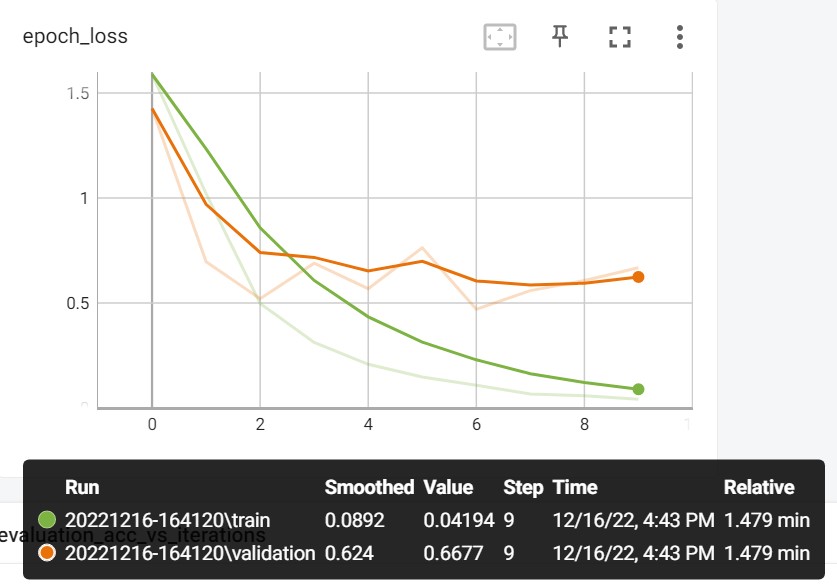 epoch_loss
1.5
1
0.5
0
0 2 4 6 8 1
Run Smoothed Value Step Time Relative
20221216-164120\train 0.0892 0.04194 9 12/16/22, 4:43 PM 1.479 min
evaluation_acc_vs_iterations
20221216-164120\validation 0.624 0.6677 9 12/16/22, 4:43 PM 1.479 min